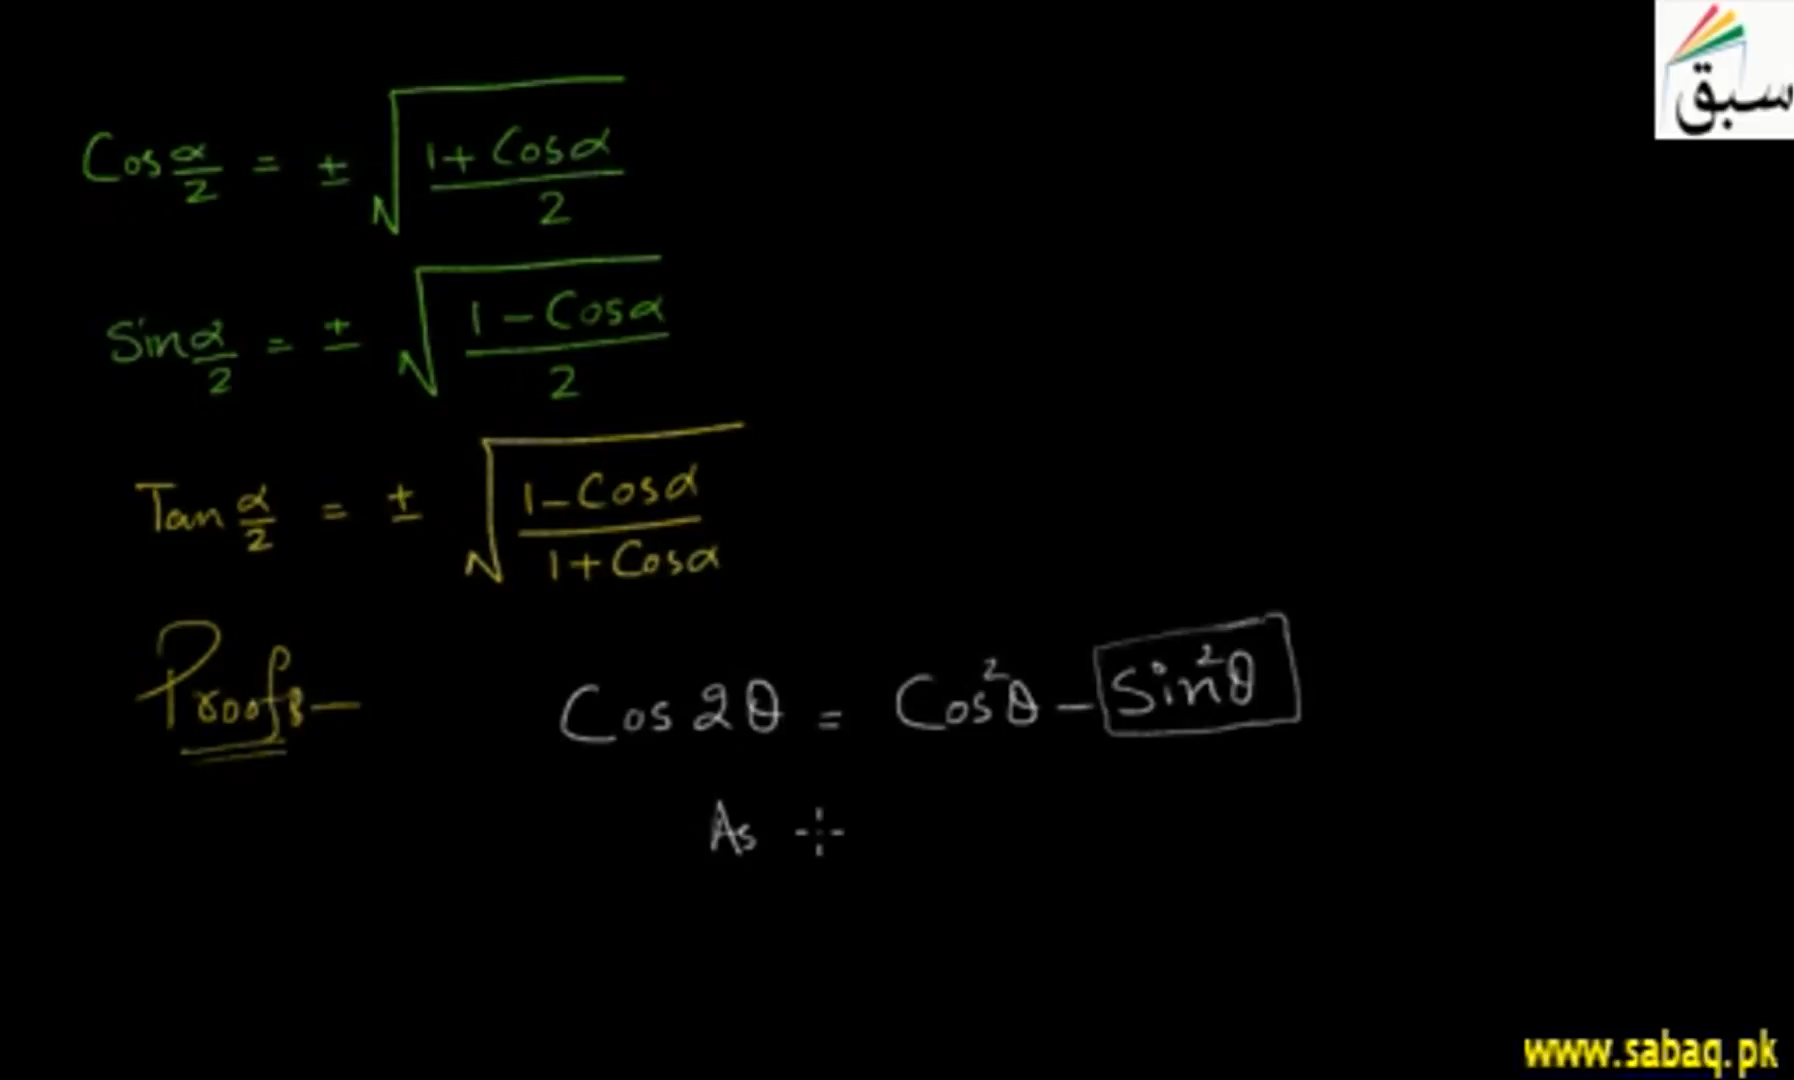 سبق
Cos α/2 = ± √((1 + Cosα)/2)
Sin α/2 = ± √((1 - Cosα)/2)
Tan α/2 = ± √((1 - Cosα)/(1 + Cosα))
Proof:- Cos 2θ = Cos²θ - Sin²θ
As
www.sabaq.pk